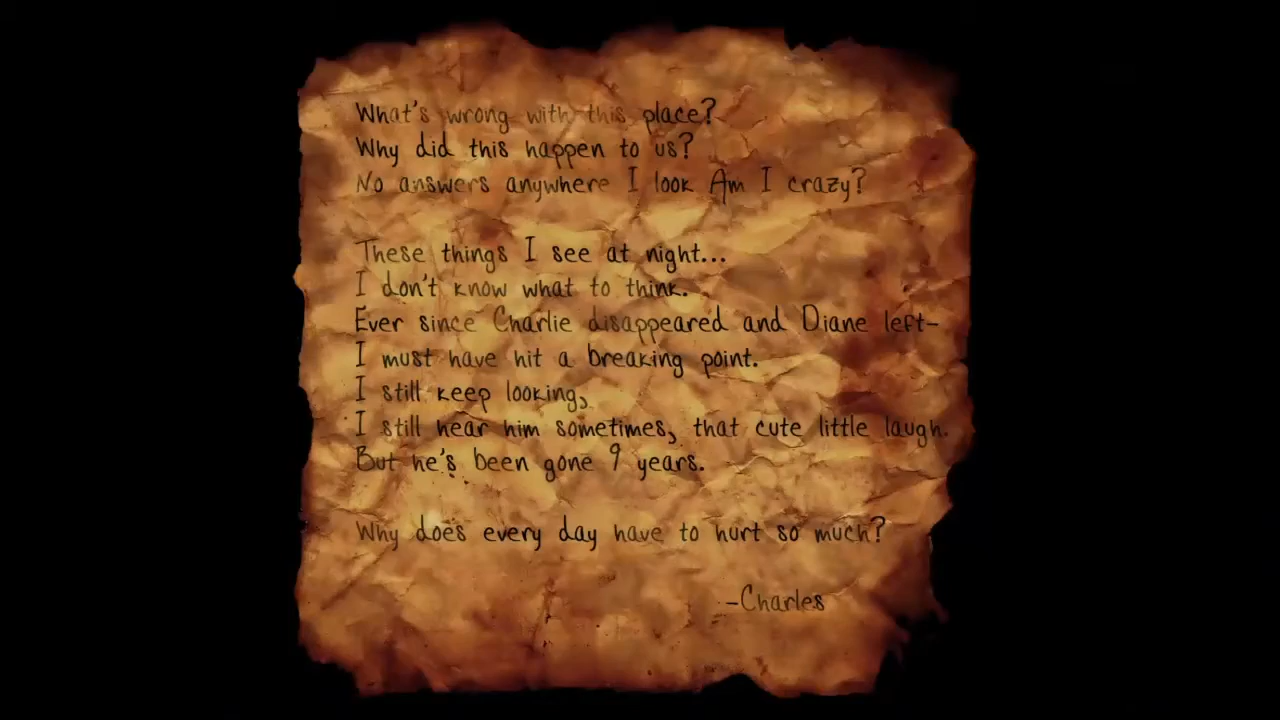 What's wrong with this place?
Why did this happen to us?
No answers anywhere I look Am I crazy?
These things I see at night...
I don't know what to think.
Ever since Charlie disappeared and Diane left-
I must have hit a breaking point.
I still keep looking,
I still hear him sometimes, that cute little laugh.
But he's been gone 9 years.
Why does every day have to hurt so much?
-Charles